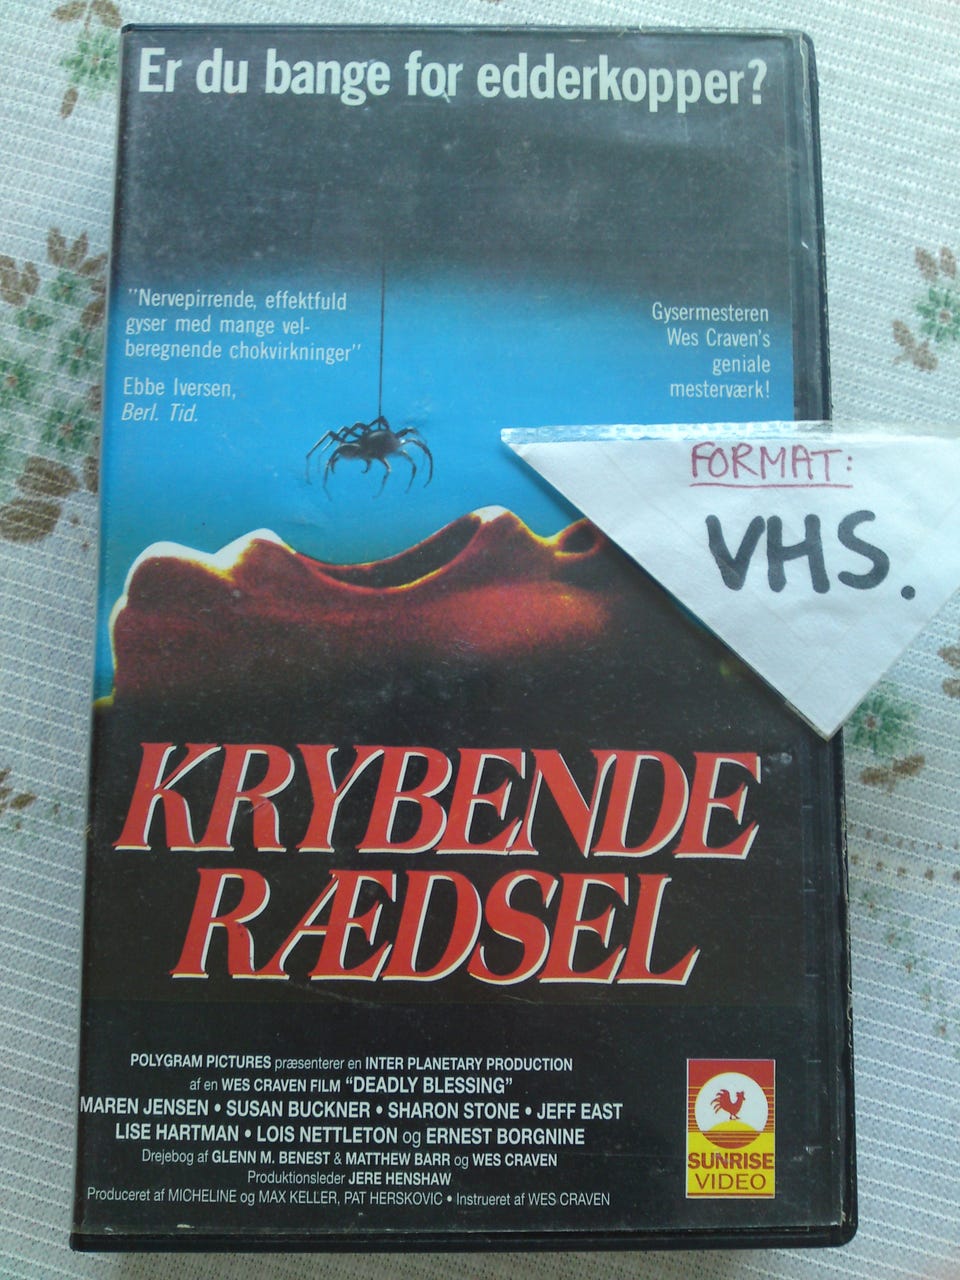 Er du bange for edderkopper?
"Nervepirrende, effektfuld
gyser med mange vel-
beregnende chokvirkninger"
Ebbe Iversen,
Berl. Tid.
Gysermesteren
Wes Craven's
geniale
mesterværk!
FORMAT:
VHS.
KRYBENDE
RÆDSEL
POLYGRAM PICTURES præsenterer en INTER PLANETARY PRODUCTION
af en WES CRAVEN FILM "DEADLY BLESSING"
MAREN JENSEN • SUSAN BUCKNER • SHARON STONE • JEFF EAST
LISE HARTMAN • LOIS NETTLETON og ERNEST BORGNINE
Drejebog af GLENN M. BENEST & MATTHEW BARR og WES CRAVEN
Produktionsleder JERE HENSHAW
Produceret af MICHELINE og MAX KELLER, PAT HERSKOVIC • Instrueret af WES CRAVEN
SUNRISE
VIDEO